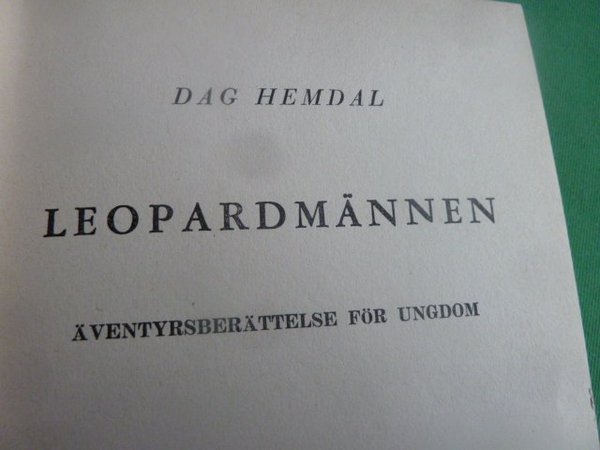 DAG HEMDAL
LEOPARDMÄNNEN
ÄVENTYRSBERÄTTELSE FÖR UNGDOM